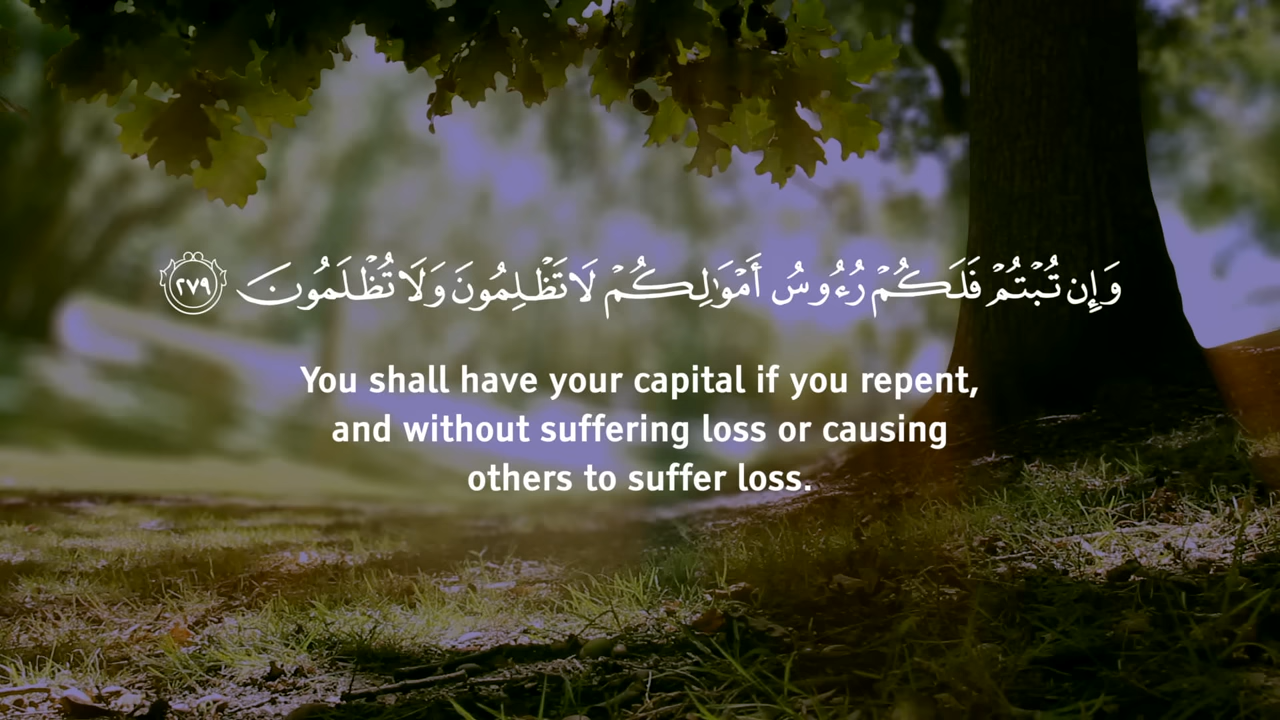 وَإِن تُبْتُمْ فَلَكُمْ رُءُوسُ أَمْوَٰلِكُمْ لَا تَظْلِمُونَ وَلَا تُظْلَمُونَ ٢٧٩
You shall have your capital if you repent,
and without suffering loss or causing
others to suffer loss.